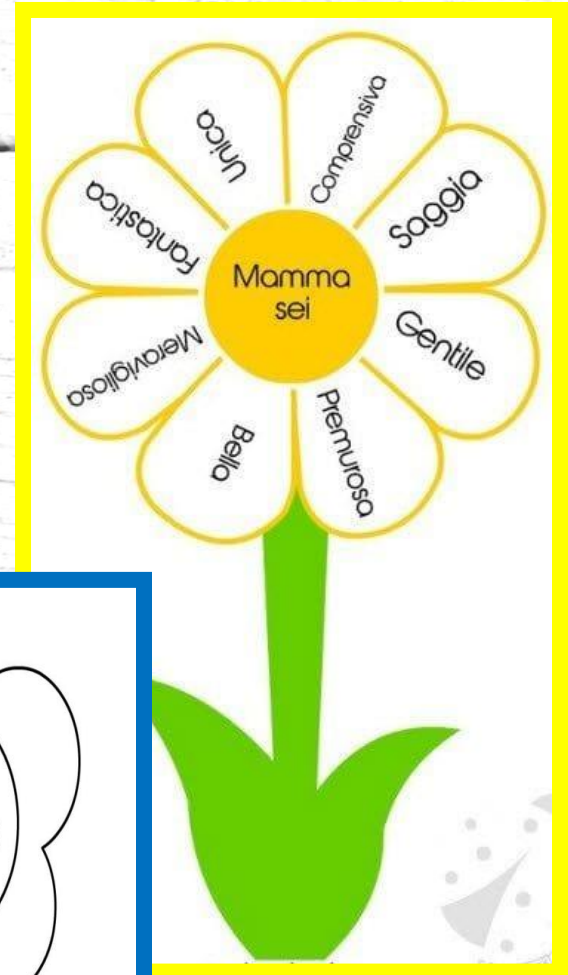 Mamma
sei
Comprensiva
Saggia
Gentile
Premurosa
Bella
Meravigliosa
Fantastica
Unica